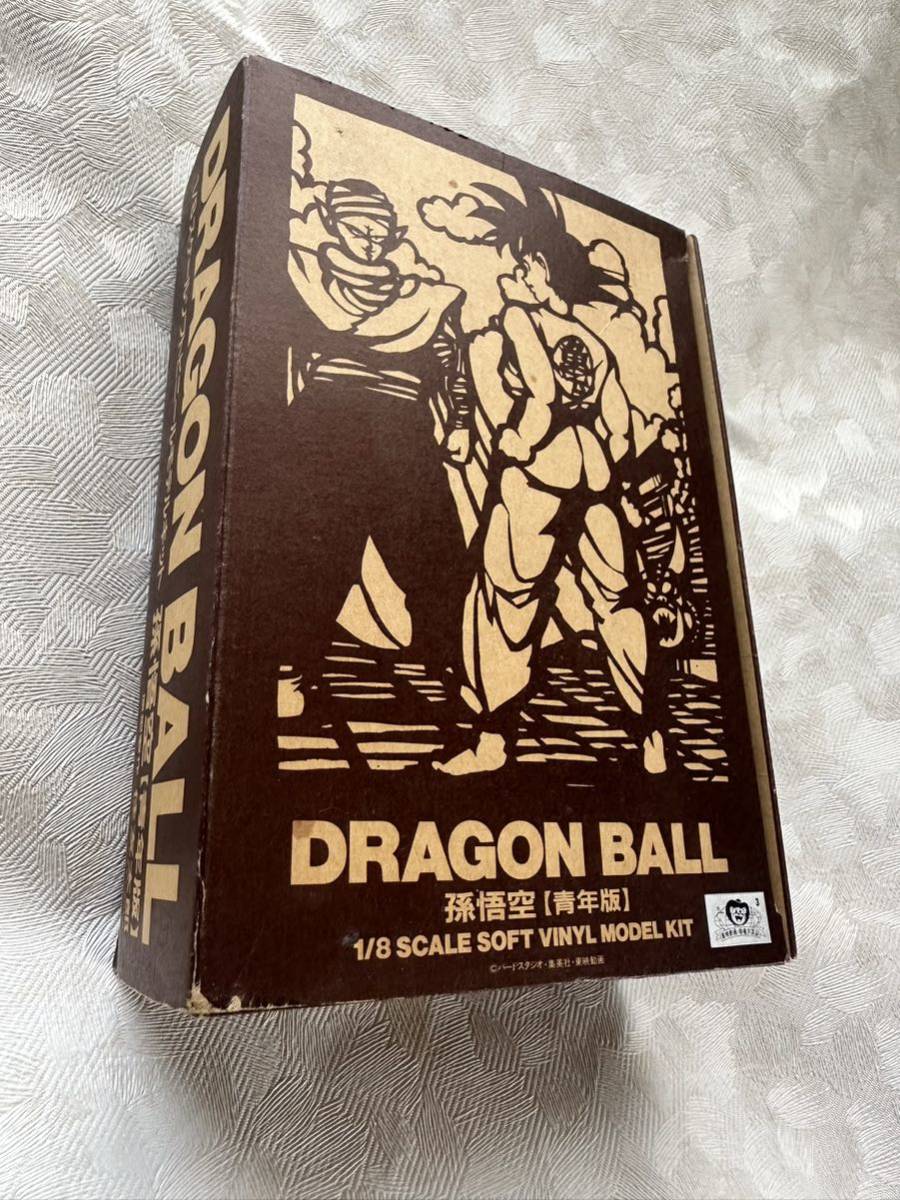 DRAGON BALL
孫悟空【青年版】
1/8 SCALE SOFT VINYL MODEL KIT
©バードスタジオ・集英社・東映動画
3
DRAGON BALL
孫悟空【青年版】